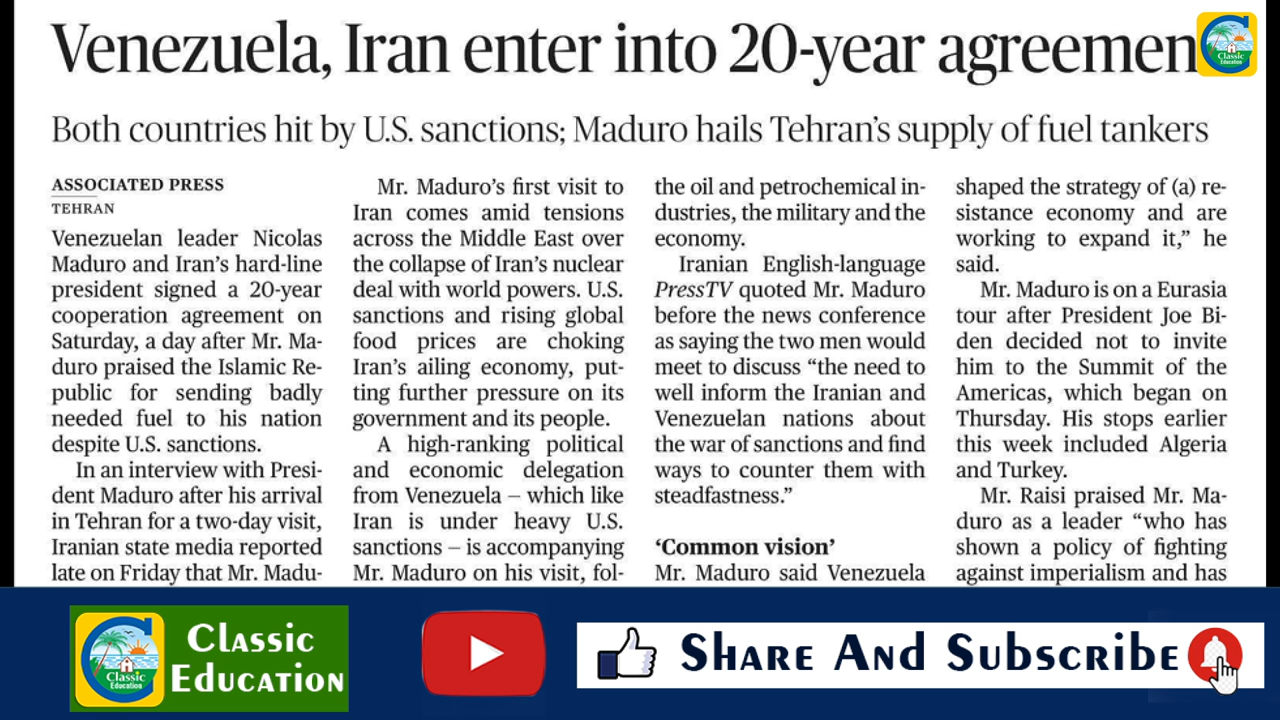 Venezuela, Iran enter into 20-year agreemen
Both countries hit by U.S. sanctions; Maduro hails Tehran's supply of fuel tankers
ASSOCIATED PRESS
TEHRAN
Venezuelan leader Nicolas
Maduro and Iran's hard-line
president signed a 20-year
cooperation agreement on
Saturday, a day after Mr. Ma-
duro praised the Islamic Re-
public for sending badly
needed fuel to his nation
despite U.S. sanctions.
In an interview with Presi-
dent Maduro after his arrival
in Tehran for a two-day visit,
Iranian state media reported
late on Friday that Mr. Madu-
Mr. Maduro's first visit to
Iran comes amid tensions
across the Middle East over
the collapse of Iran's nuclear
deal with world powers. U.S.
sanctions and rising global
food prices are choking
Iran's ailing economy, put-
ting further pressure on its
government and its people.
A high-ranking political
and economic delegation
from Venezuela – which like
Iran is under heavy U.S.
sanctions – is accompanying
Mr. Maduro on his visit, fol-
the oil and petrochemical in-
dustries, the military and the
economy.
Iranian English-language
PressTV quoted Mr. Maduro
before the news conference
as saying the two men would
meet to discuss “the need to
well inform the Iranian and
Venezuelan nations about
the war of sanctions and find
ways to counter them with
steadfastness.”
‘Common vision’
Mr. Maduro said Venezuela
shaped the strategy of (a) re-
sistance economy and are
working to expand it,” he
said.
Mr. Maduro is on a Eurasia
tour after President Joe Bi-
den decided not to invite
him to the Summit of the
Americas, which began on
Thursday. His stops earlier
this week included Algeria
and Turkey.
Mr. Raisi praised Mr. Ma-
duro as a leader “who has
shown a policy of fighting
against imperialism and has
Classic
Education
Classic
Education
Classic
Education
Share And Subscribe